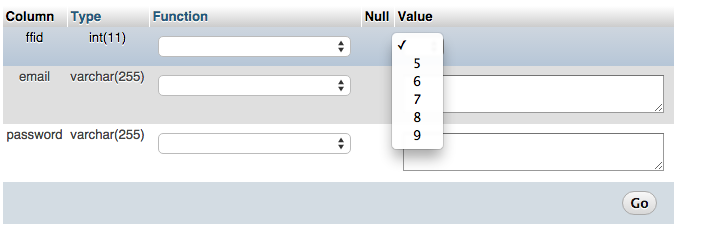 Column Type Function Null Value
ffid int(11) ✓
5
email varchar(255)
6
7
8
password varchar(255) 9
Go